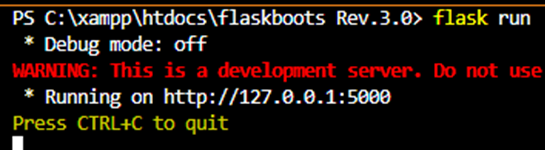 PS C:\xampp\htdocs\flaskboots Rev.3.0> flask run
* Debug mode: off
WARNING: This is a development server. Do not use
* Running on http://127.0.0.1:5000
Press CTRL+C to quit